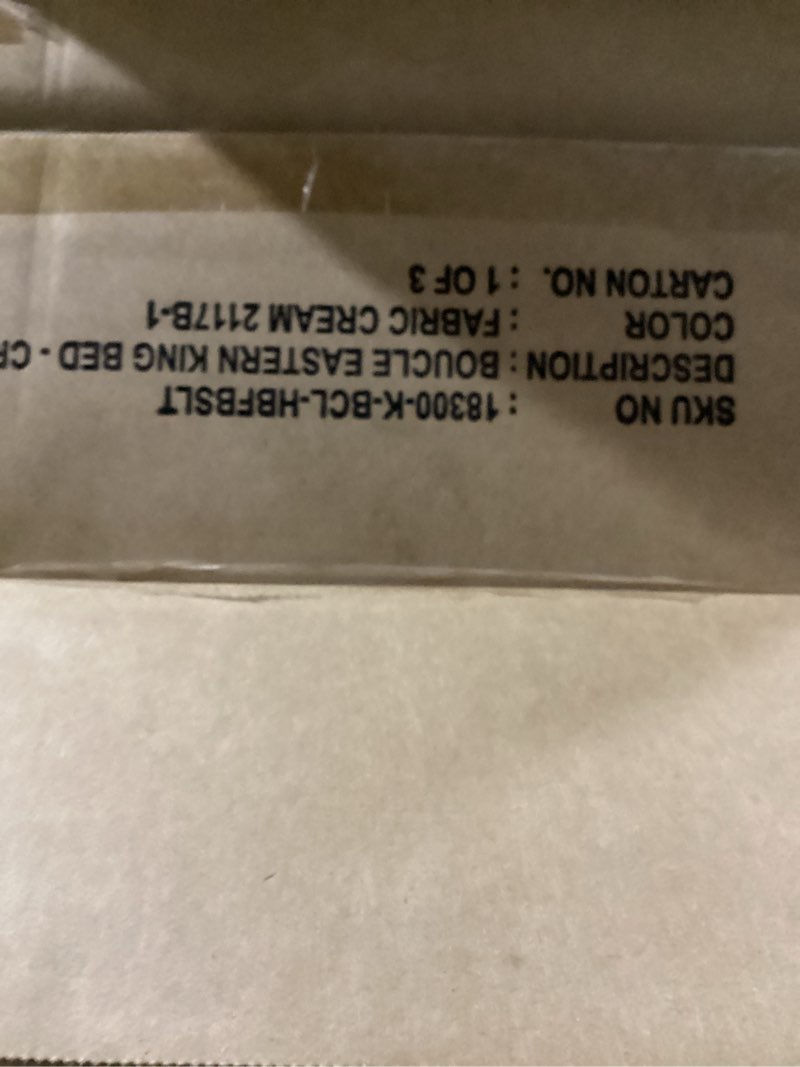 SKU NO : 18300-K-BCL-HBFBSLT
DESCRIPTION : BOUCLE EASTERN KING BED -
COLOR : FABRIC CREAM 2117B-1
CARTON NO. : 1 OF 3